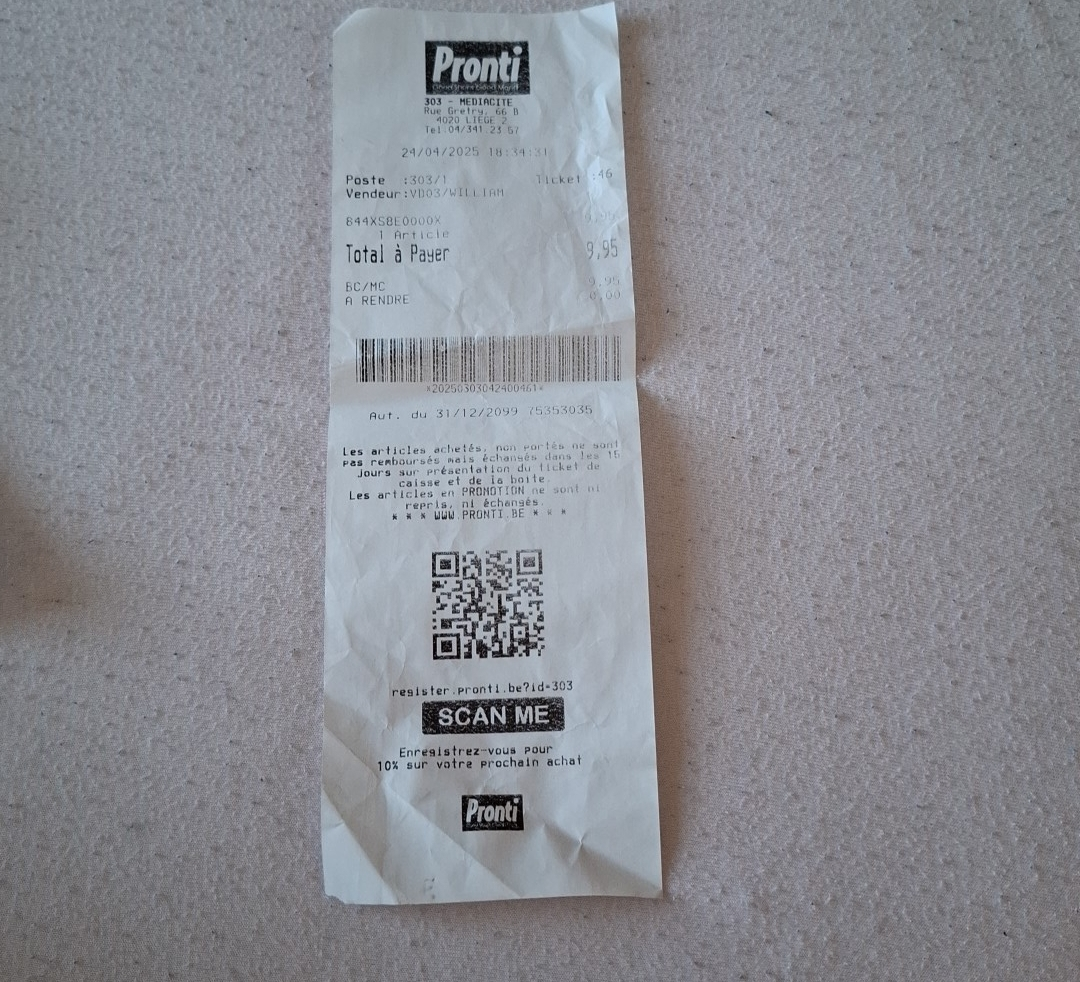 Pronti
303 - MEDIACITE
Rue Gretry, 66 B
4020 LIEGE 2
Tel.04/341.23.67
24/04/2025 18:34:31
Poste :303/1 Ticket :46
Vendeur:VD03/WILLIAM
844XS8E0000X 9,95
1 Article
Total à Payer 9,95
BC/MC 9,95
A RENDRE 0,00
*20250303042400461*
Aut. du 31/12/2099 75353035
Les articles achetés, non portés ne sont
pas remboursés mais échangés dans les 15
jours sur présentation du ticket de
caisse et de la boite.
Les articles en PROMOTION ne sont ni
repris, ni échangés.
* * * WWW.PRONTI.BE * * *
register.pronti.be?id=303
SCAN ME
Enregistrez-vous pour
10% sur votre prochain achat
Pronti